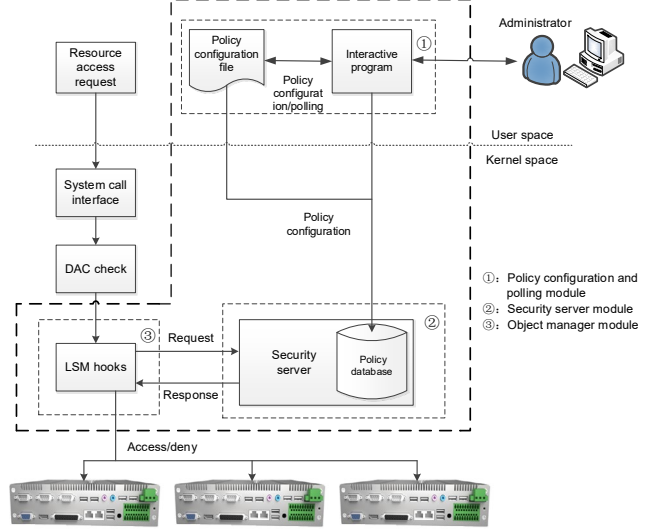 Administrator
Resource
access
request
Policy
configuration
file
Interactive
program
①
Policy
configurat
ion/polling
User space
Kernel space
System call
interface
Policy
configuration
DAC check
①: Policy configuration and
polling module
②: Security server module
③: Object manager module
③
Request
②
LSM hooks
Security
server
Policy
database
Response
Access/deny